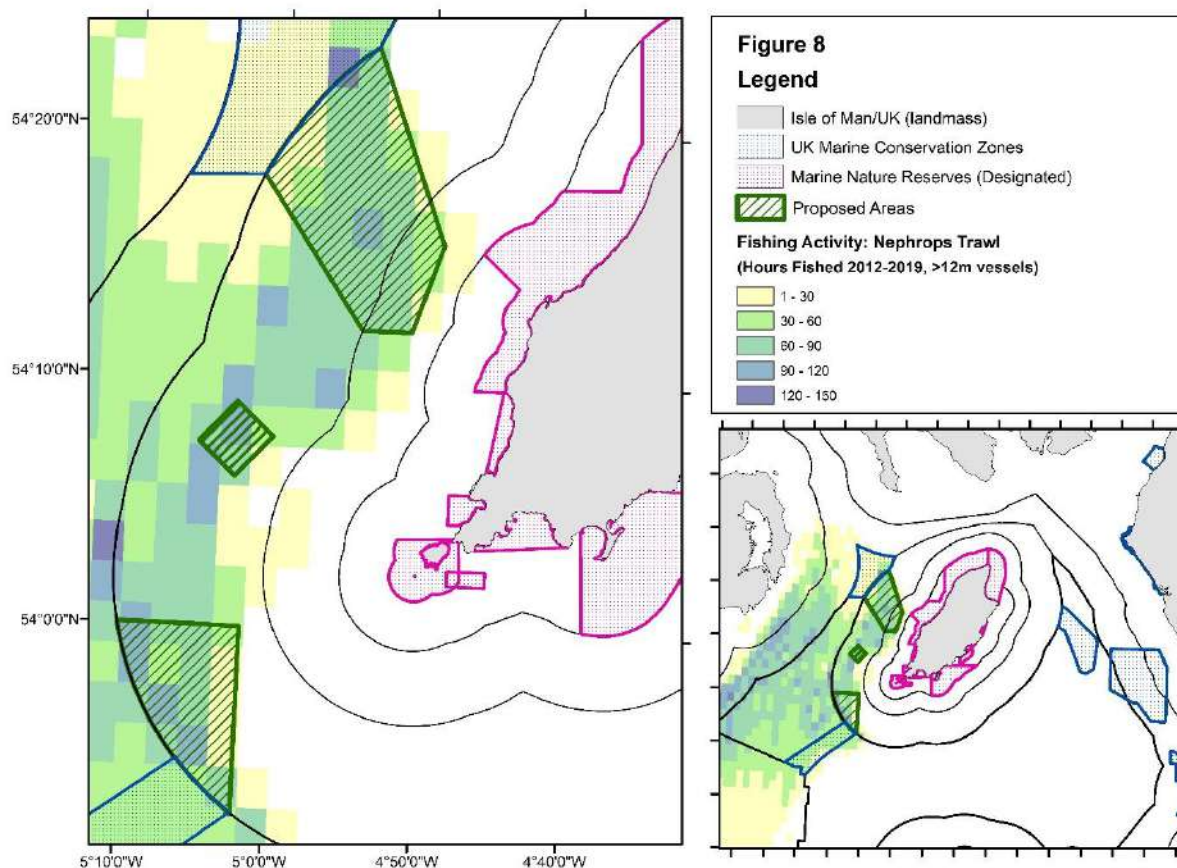 54°20'0"N
54°10'0"N
54°0'0"N
5°10'0"W
5°0'0"W
4°50'0"W
4°40'0"W
Figure 8
Legend
Isle of Man/UK (landmass)
UK Marine Conservation Zones
Marine Nature Reserves (Designated)
Proposed Areas
Fishing Activity: Nephrops Trawl
(Hours Fished 2012-2019, >12m vessels)
1 - 30
30 - 60
60 - 90
90 - 120
120 - 150